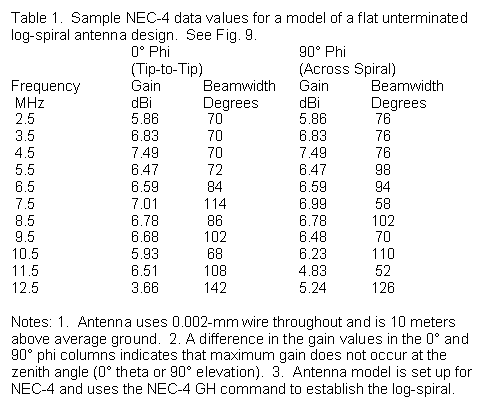 Table 1.  Sample NEC-4 data values for a model of a flat unterminated
log-spiral antenna design.  See Fig. 9.
0° Phi 90° Phi
(Tip-to-Tip) (Across Spiral)
Frequency Gain Beamwidth Gain Beamwidth
MHz dBi Degrees dBi Degrees
2.5 5.86 70 5.86 76
3.5 6.83 70 6.83 76
4.5 7.49 70 7.49 76
5.5 6.47 72 6.47 98
6.5 6.59 84 6.59 94
7.5 7.01 114 6.99 58
8.5 6.78 86 6.78 102
9.5 6.68 102 6.48 70
10.5 5.93 68 6.23 110
11.5 6.51 108 4.83 52
12.5 3.66 142 5.24 126
Notes:  1.  Antenna uses 0.002-mm wire throughout and is 10 meters
above average ground.  2. A difference in the gain values in the 0° and
90° phi columns indicates that maximum gain does not occur at the
zenith angle (0° theta or 90° elevation).  3.  Antenna model is set up for
NEC-4 and uses the NEC-4 GH command to establish the log-spiral.